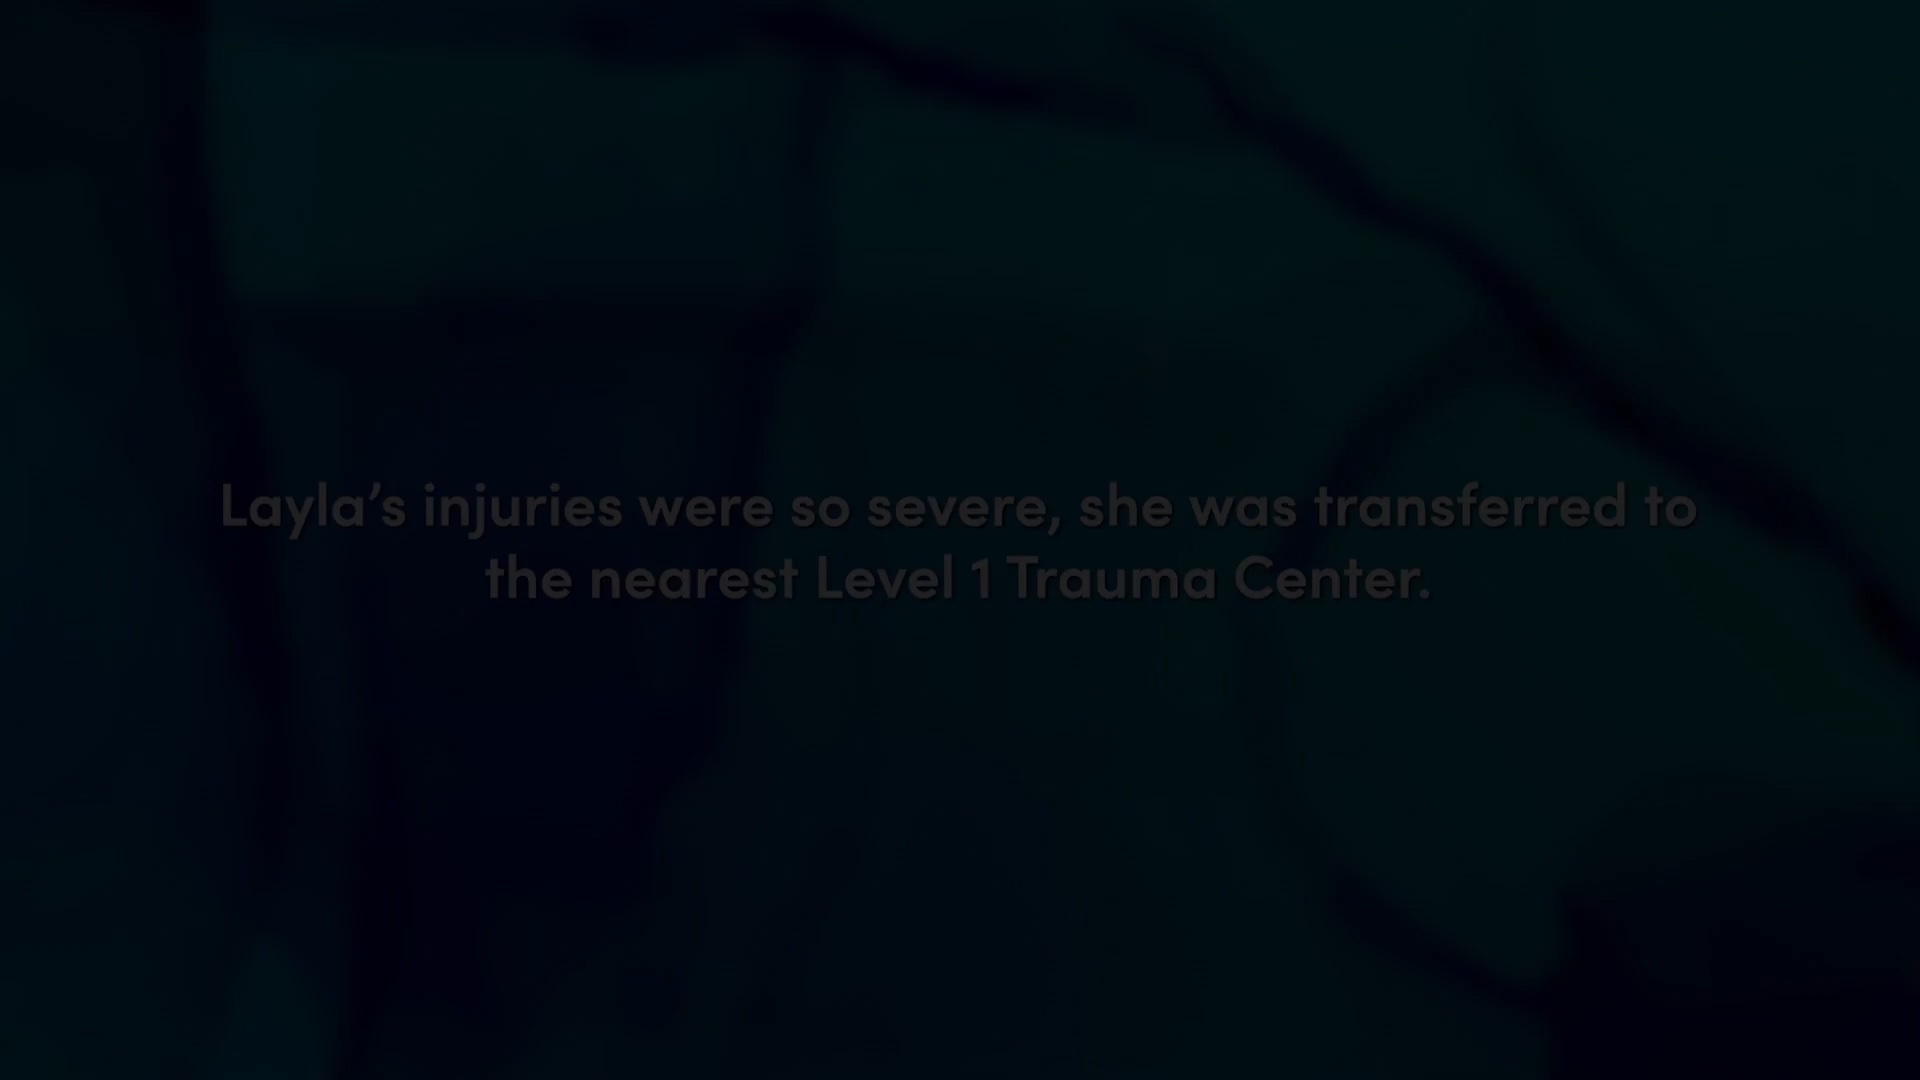 Layla’s injuries were so severe, she was transferred to
the nearest Level 1 Trauma Center.